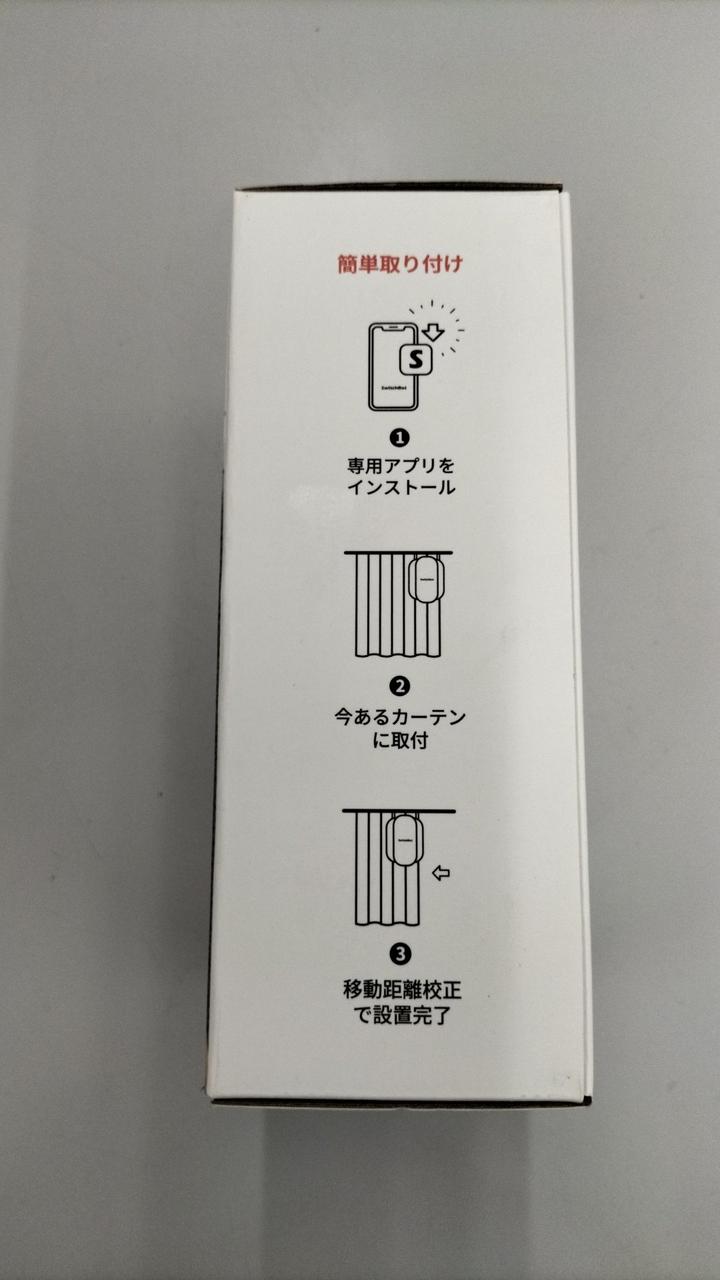 簡単取り付け
S
SwitchBot
❶
専用アプリを
インストール
❷
今あるカーテン
に取付
❸
移動距離校正
で設置完了